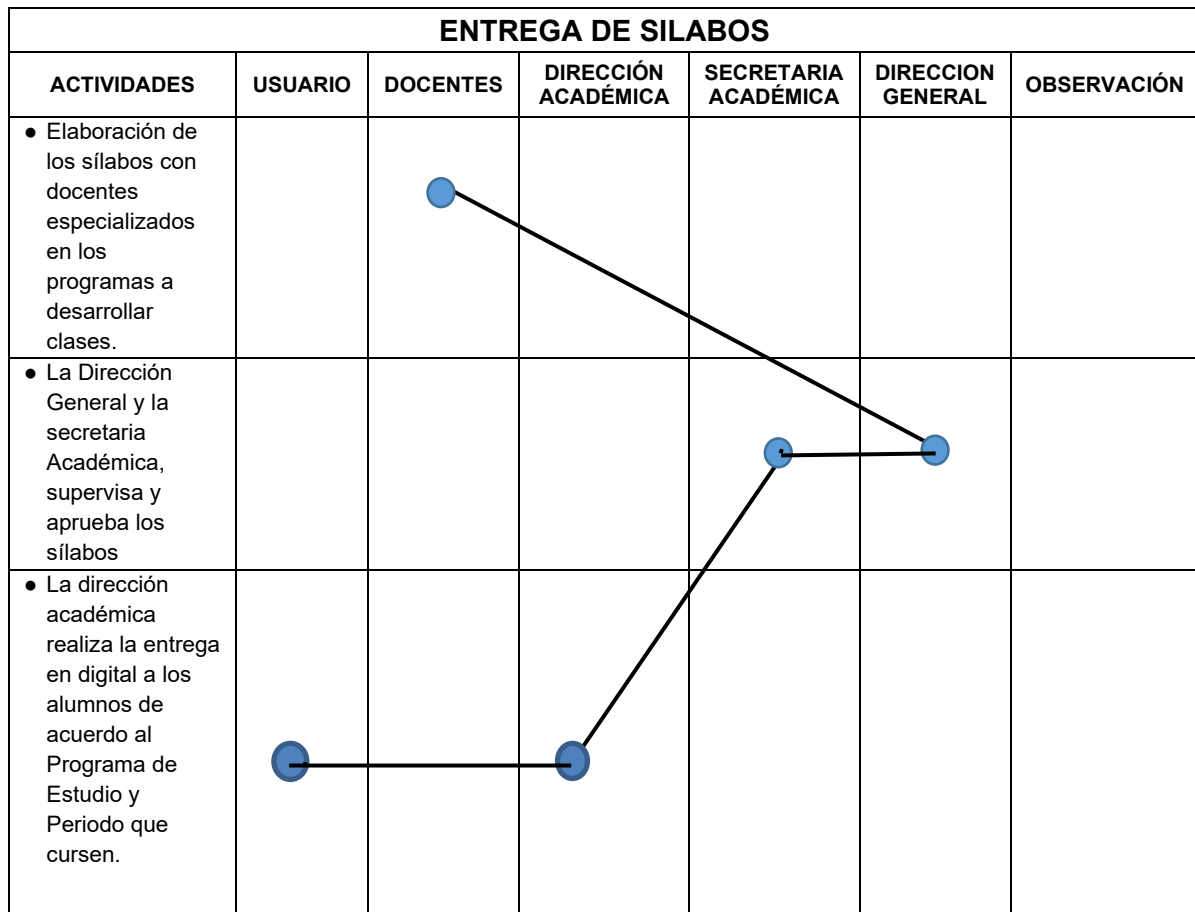 ENTREGA DE SILABOS
ACTIVIDADES
USUARIO
DOCENTES
DIRECCIÓN
ACADÉMICA
SECRETARIA
ACADÉMICA
DIRECCION
GENERAL
OBSERVACIÓN
● Elaboración de
los sílabos con
docentes
especializados
en los
programas a
desarrollar
clases.
● La Dirección
General y la
secretaria
Académica,
supervisa y
aprueba los
sílabos
● La dirección
académica
realiza la entrega
en digital a los
alumnos de
acuerdo al
Programa de
Estudio y
Periodo que
cursen.